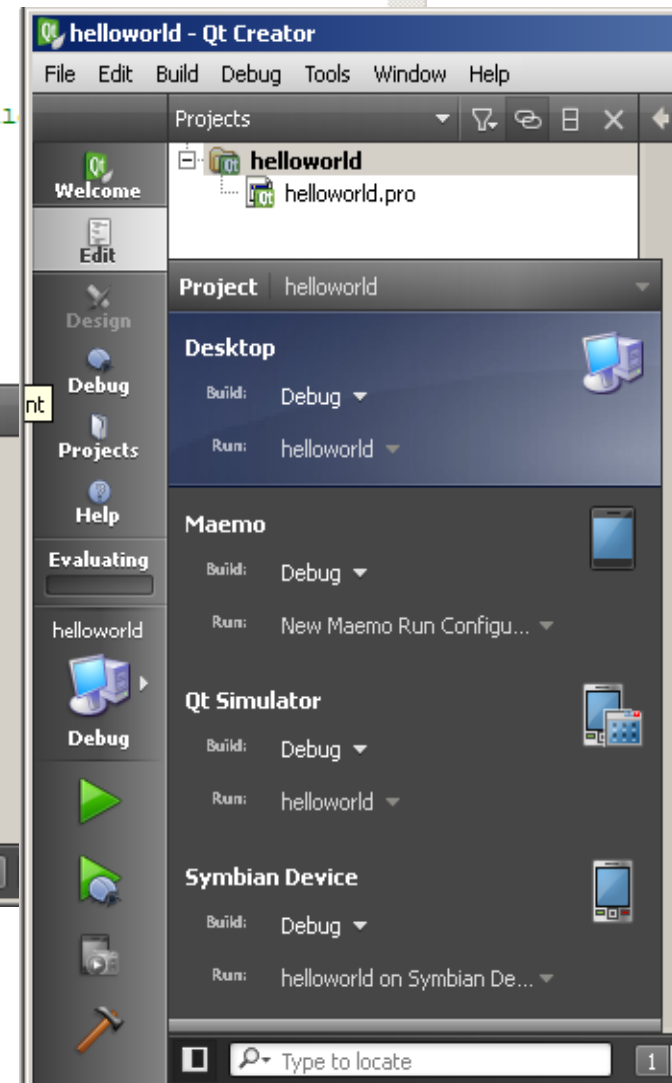 helloworld - Qt Creator
File Edit Build Debug Tools Window Help
Projects
Welcome
helloworld
helloworld.pro
Edit
Project helloworld
Design
Desktop
Build: Debug
Run: helloworld
Debug
nt
Projects
Help
Maemo
Build: Debug
Run: New Maemo Run Configu...
Evaluating
helloworld
Debug
Qt Simulator
Build: Debug
Run: helloworld
Symbian Device
Build: Debug
Run: helloworld on Symbian De...
Type to locate
1